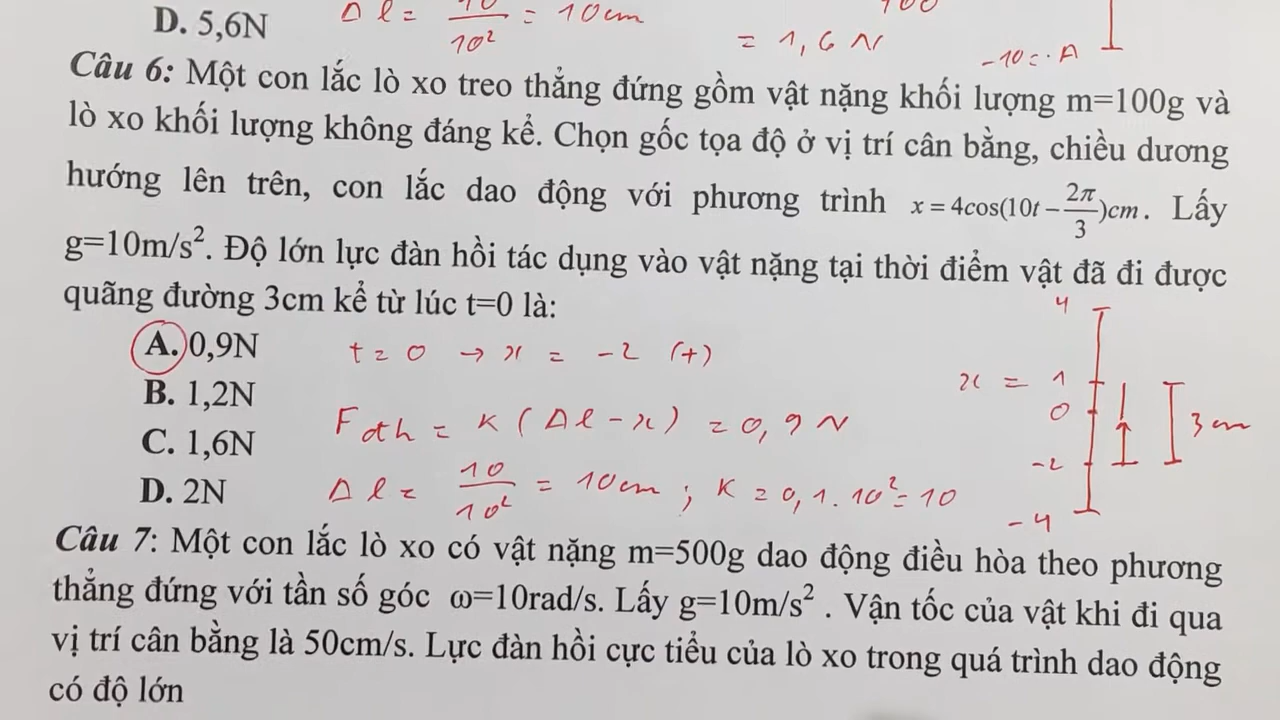 D. 5,6N Δl = 10/10² = 10cm 100
= 1,6 N -10 = -A
Câu 6: Một con lắc lò xo treo thẳng đứng gồm vật nặng khối lượng m=100g và
lò xo khối lượng không đáng kể. Chọn gốc tọa độ ở vị trí cân bằng, chiều dương
hướng lên trên, con lắc dao động với phương trình x = 4cos(10t − 2π/3)cm. Lấy
g=10m/s². Độ lớn lực đàn hồi tác dụng vào vật nặng tại thời điểm vật đã đi được
quãng đường 3cm kể từ lúc t=0 là:
4
A. 0,9N t = 0 → x = -2 (+)
x = 1
B. 1,2N
0
3cm
Fđh = K(Δl - x) = 0,9N
C. 1,6N
-2
D. 2N Δl = 10/10² = 10cm ; K = 0,1.10² = 10
-4
Câu 7: Một con lắc lò xo có vật nặng m=500g dao động điều hòa theo phương
thẳng đứng với tần số góc ω=10rad/s. Lấy g=10m/s² . Vận tốc của vật khi đi qua
vị trí cân bằng là 50cm/s. Lực đàn hồi cực tiểu của lò xo trong quá trình dao động
có độ lớn